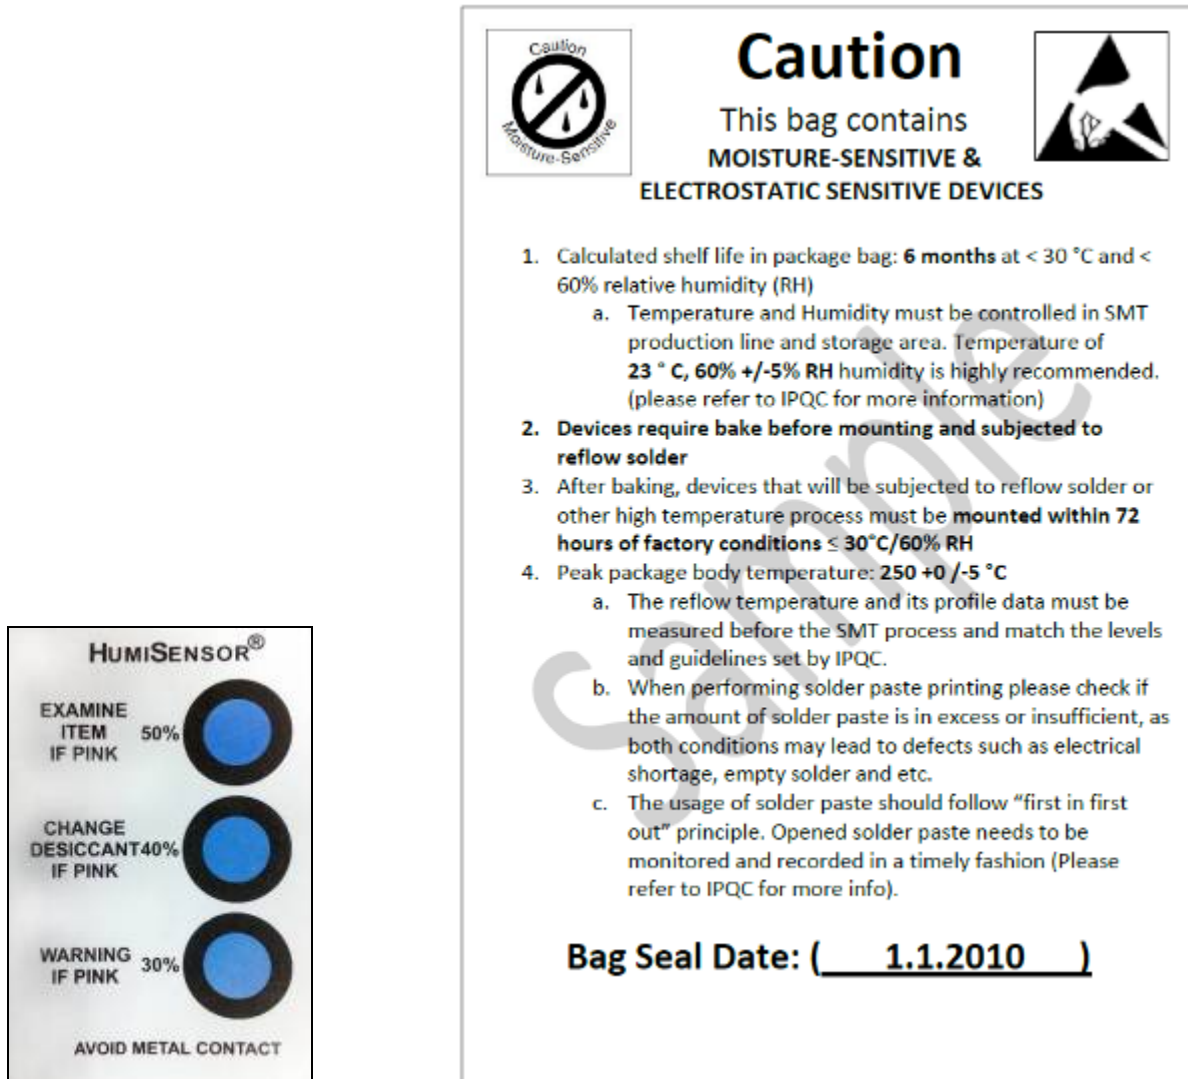 HUMISENSOR®
EXAMINE
ITEM 50%
IF PINK
CHANGE
DESICCANT40%
IF PINK
WARNING 30%
IF PINK
AVOID METAL CONTACT
Caution
Moisture-Sensitive
Caution
This bag contains
MOISTURE-SENSITIVE &
ELECTROSTATIC SENSITIVE DEVICES
1. Calculated shelf life in package bag: 6 months at < 30 °C and <
60% relative humidity (RH)
a. Temperature and Humidity must be controlled in SMT
production line and storage area. Temperature of
23 ° C, 60% +/-5% RH humidity is highly recommended.
(please refer to IPQC for more information)
2. Devices require bake before mounting and subjected to
reflow solder
3. After baking, devices that will be subjected to reflow solder or
other high temperature process must be mounted within 72
hours of factory conditions ≤ 30°C/60% RH
4. Peak package body temperature: 250 +0 /-5 °C
a. The reflow temperature and its profile data must be
measured before the SMT process and match the levels
and guidelines set by IPQC.
b. When performing solder paste printing please check if
the amount of solder paste is in excess or insufficient, as
both conditions may lead to defects such as electrical
shortage, empty solder and etc.
c. The usage of solder paste should follow “first in first
out” principle. Opened solder paste needs to be
monitored and recorded in a timely fashion (Please
refer to IPQC for more info).
Bag Seal Date: ( 1.1.2010 )
Sample